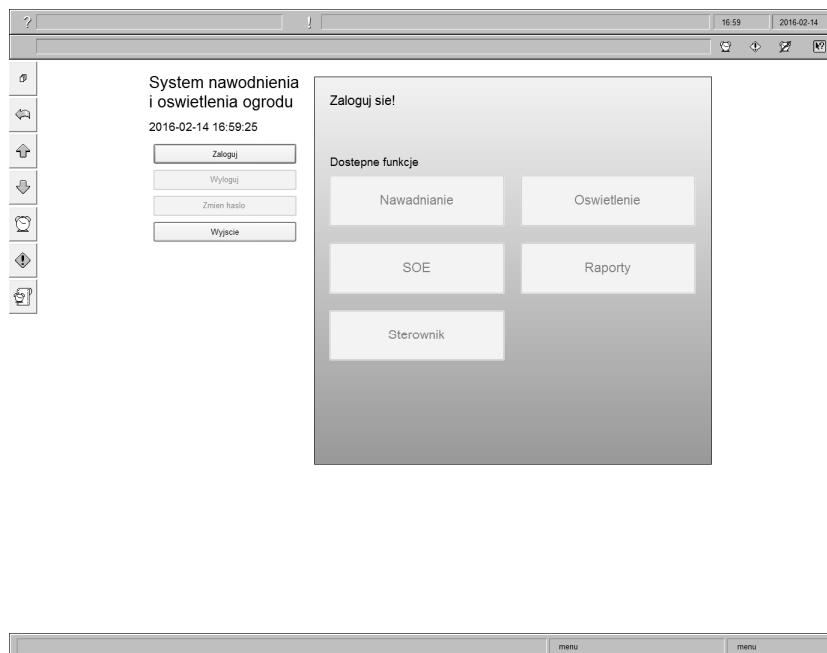 ?
!
16:59
2016-02-14
System nawodnienia
i oswietlenia ogrodu
2016-02-14 16:59:25
Zaloguj
Wyloguj
Zmien haslo
Wyjscie
Zaloguj sie!
Dostepne funkcje
Nawadnianie
Oswietlenie
SOE
Raporty
Sterownik
menu
menu